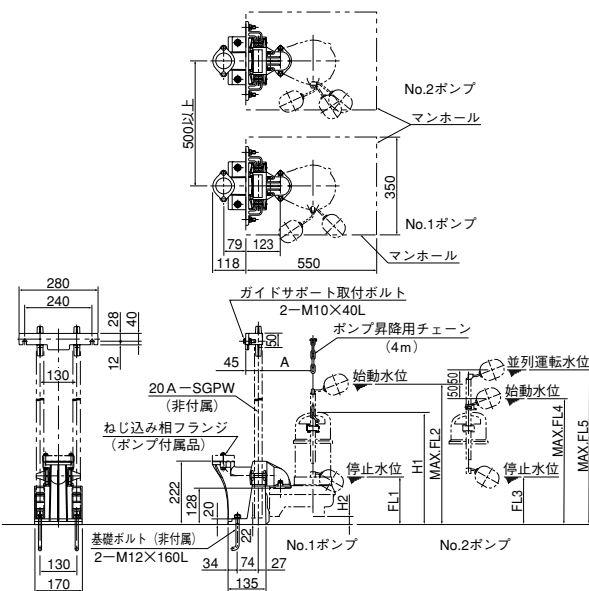 No.2ポンプ
マンホール
500以上
350
No.1ポンプ
79 123
マンホール
118 550
280
240
28
40
12
130
ガイドサポート取付ボルト
2−M10×40L
50
ポンプ昇降用チェーン
(4m)
45 A
始動水位
20A−SGPW
(非付属)
ねじ込み相フランジ
(ポンプ付属品)
停止水位
222
128
20
H2
FL1
H1
MAX.FL2
22
基礎ボルト(非付属)
2−M12×160L
34 74 27
135
130
170
No.1ポンプ
並列運転水位
50 50
始動水位
停止水位
FL3
MAX.FL4
MAX.FL5
No.2ポンプ